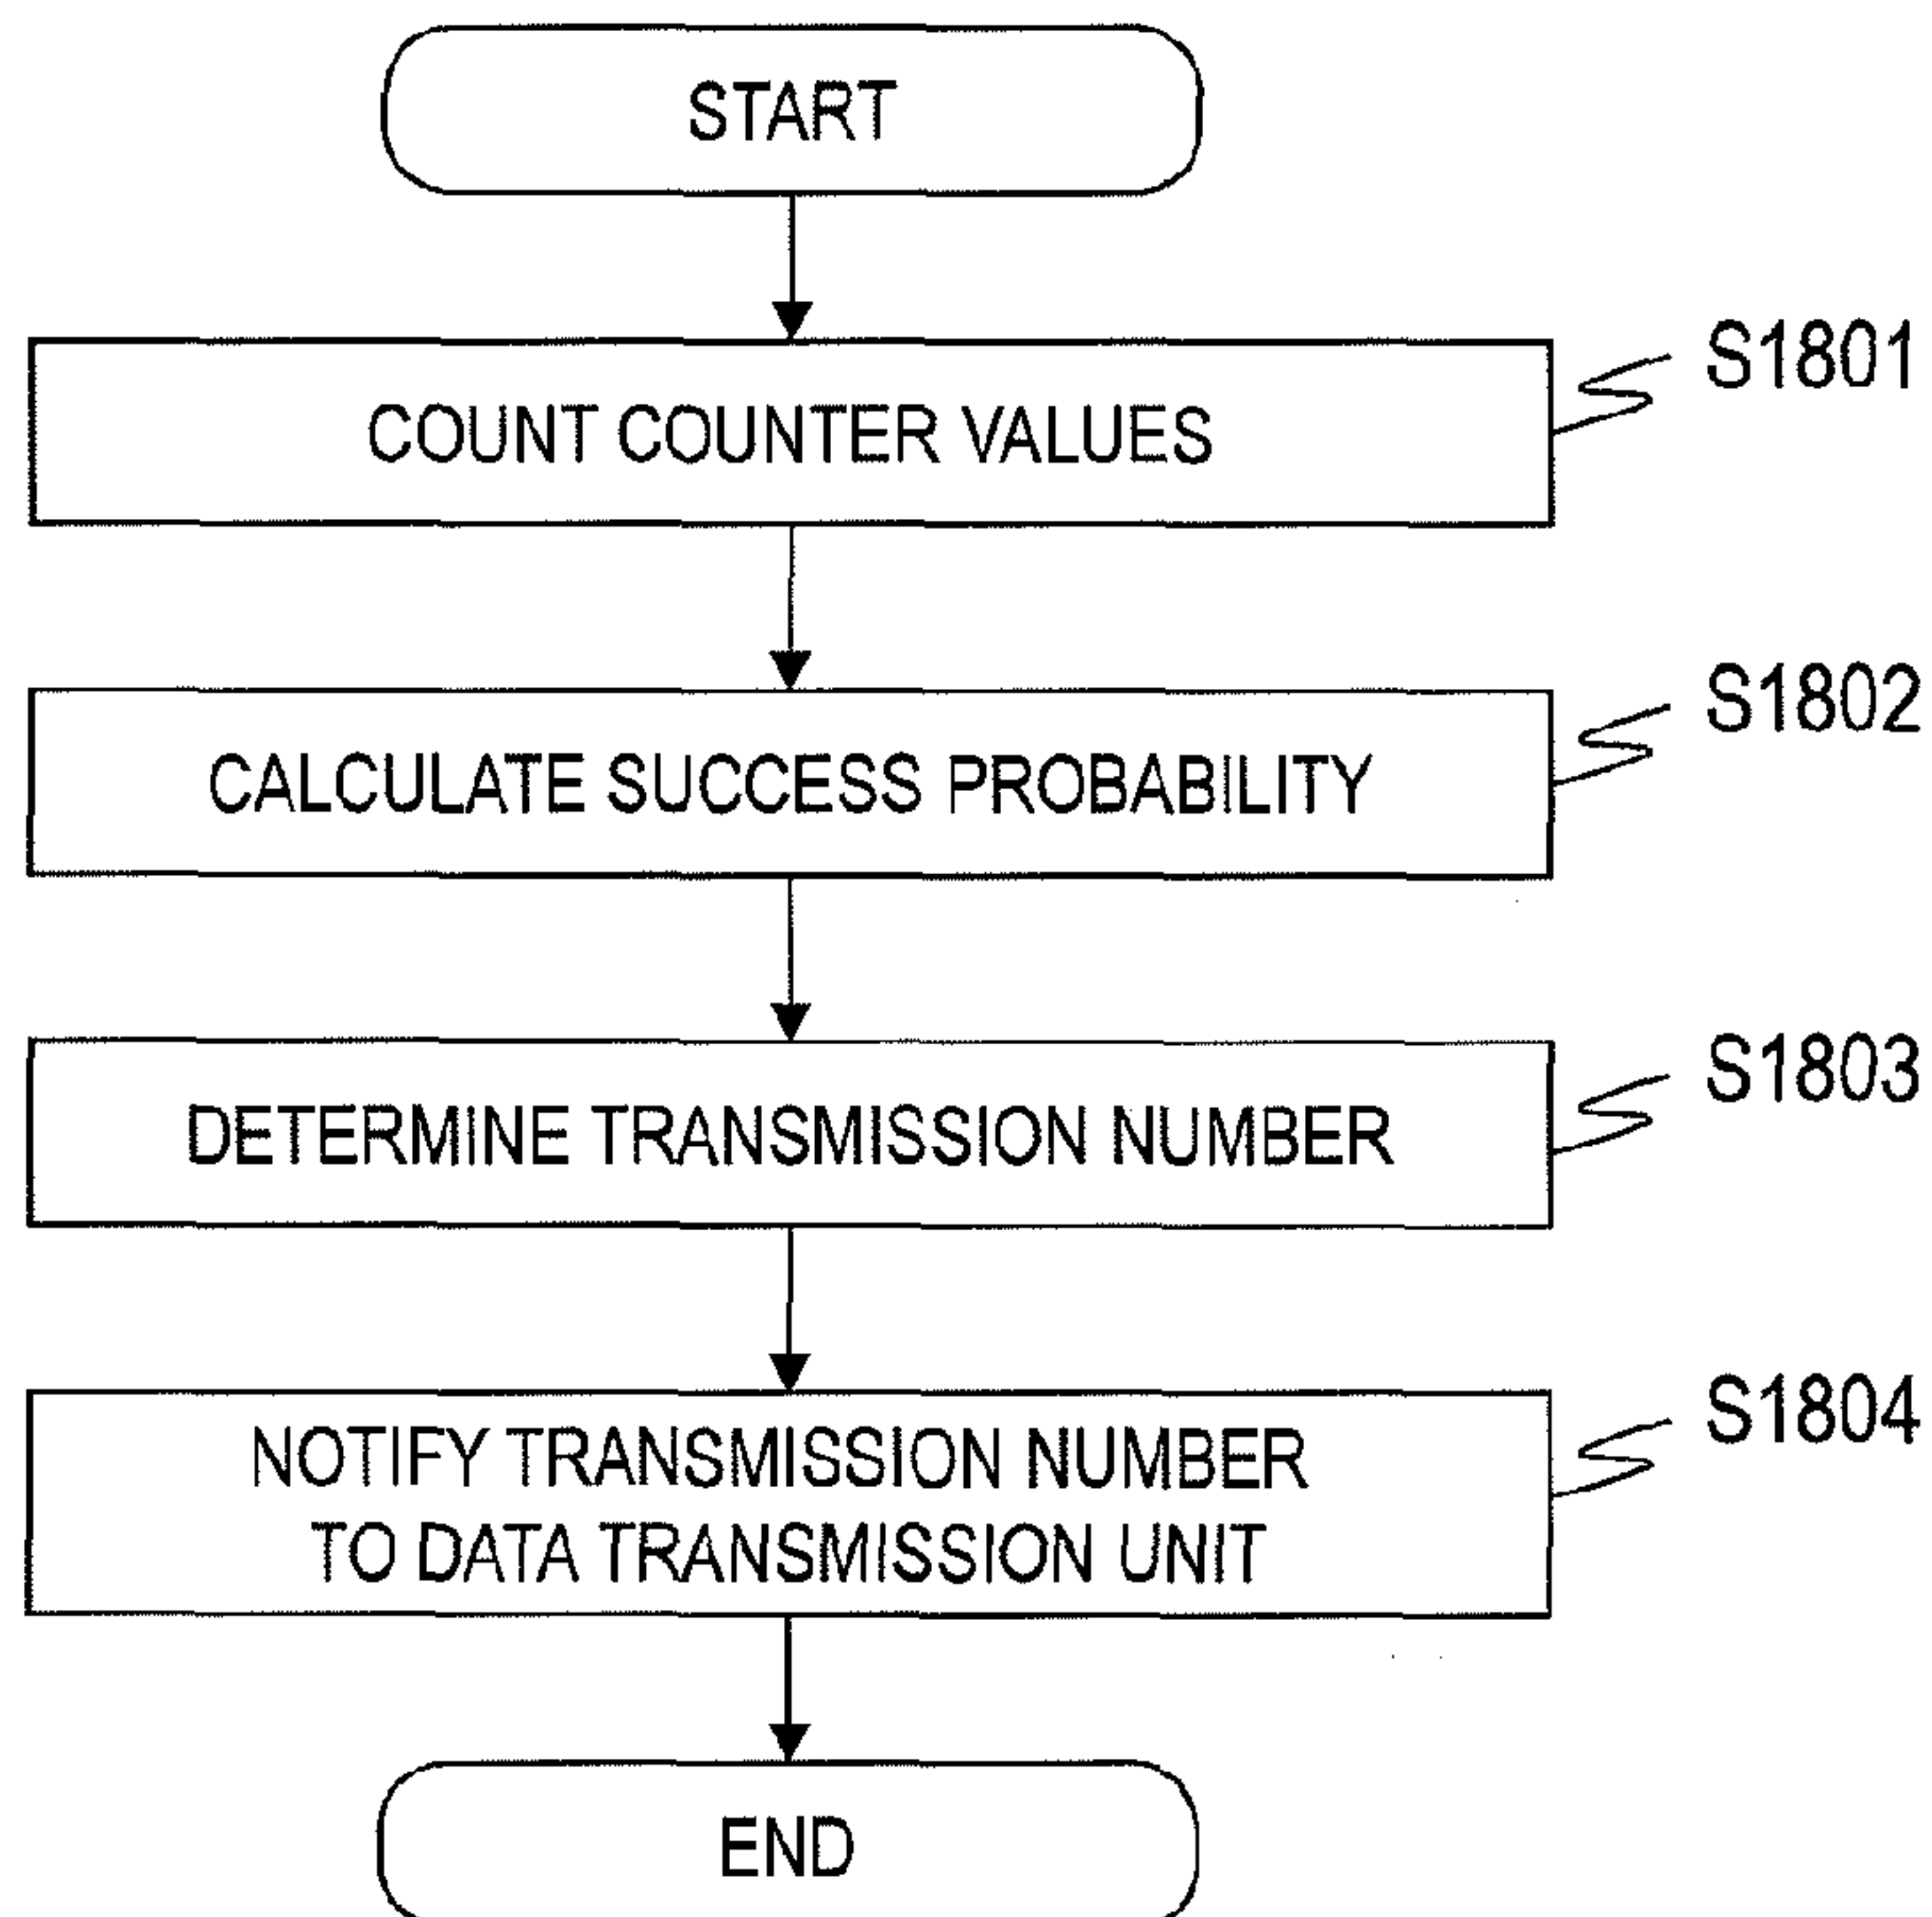 START
COUNT COUNTER VALUES
S1801
CALCULATE SUCCESS PROBABILITY
S1802
DETERMINE TRANSMISSION NUMBER
S1803
NOTIFY TRANSMISSION NUMBER
TO DATA TRANSMISSION UNIT
S1804
END